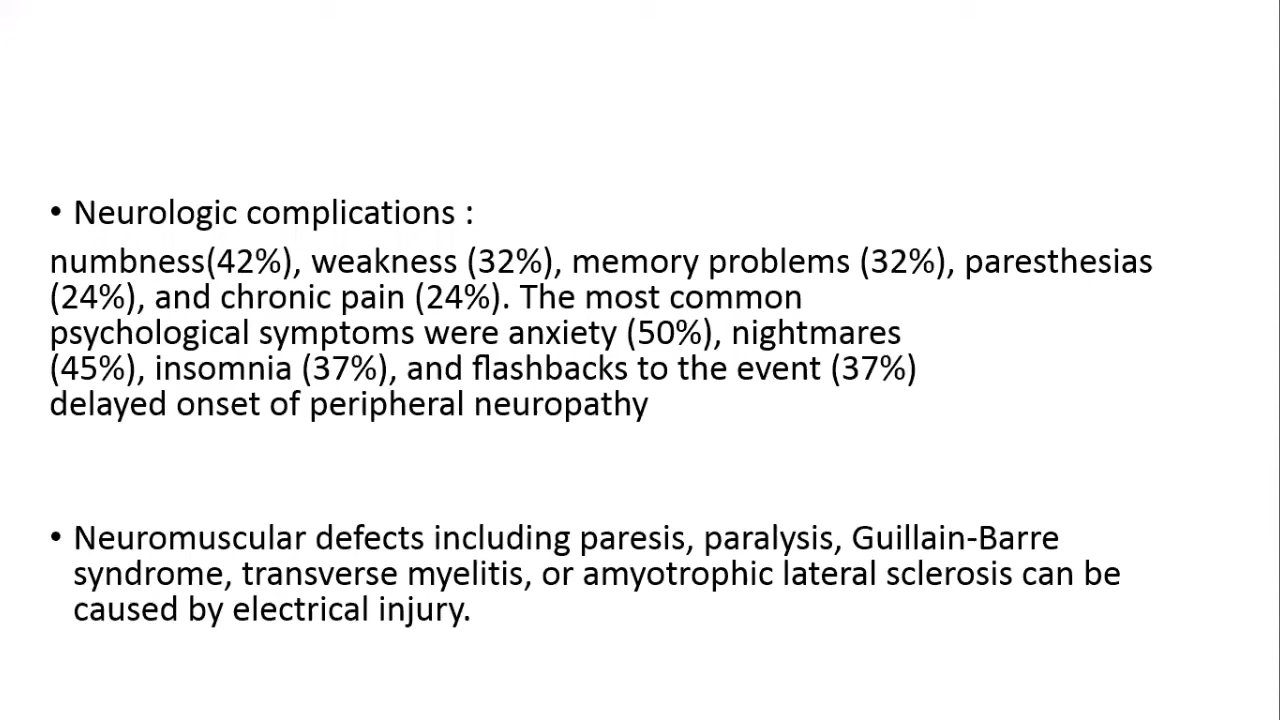 • Neurologic complications :
numbness(42%), weakness (32%), memory problems (32%), paresthesias
(24%), and chronic pain (24%). The most common
psychological symptoms were anxiety (50%), nightmares
(45%), insomnia (37%), and flashbacks to the event (37%)
delayed onset of peripheral neuropathy
• Neuromuscular defects including paresis, paralysis, Guillain-Barre
syndrome, transverse myelitis, or amyotrophic lateral sclerosis can be
caused by electrical injury.